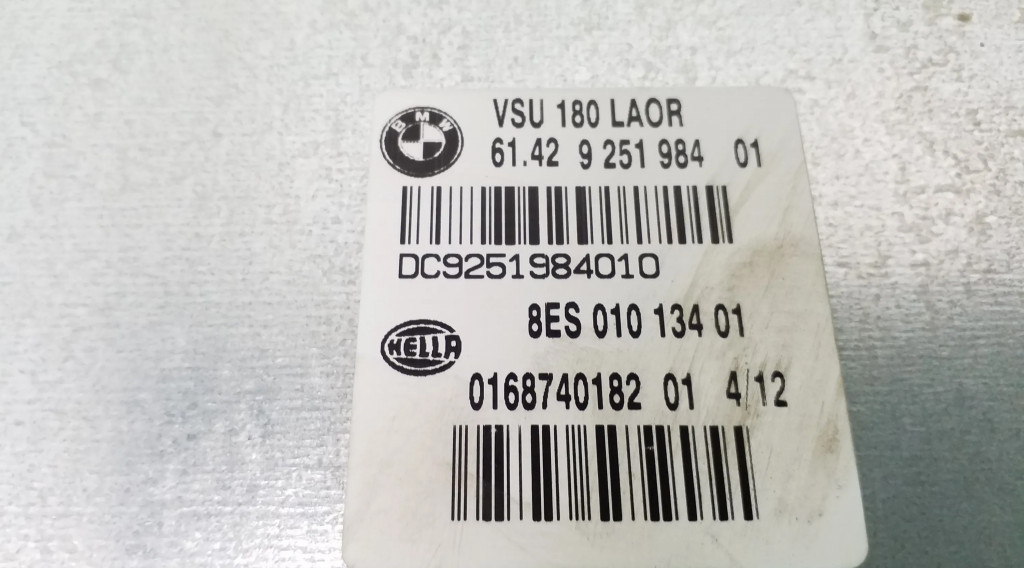 BMW
VSU 180 LAOR
61.42 9 251 984 01
DC9251984010
8ES 010 134 01
HELLA
0168740182 01 4/12